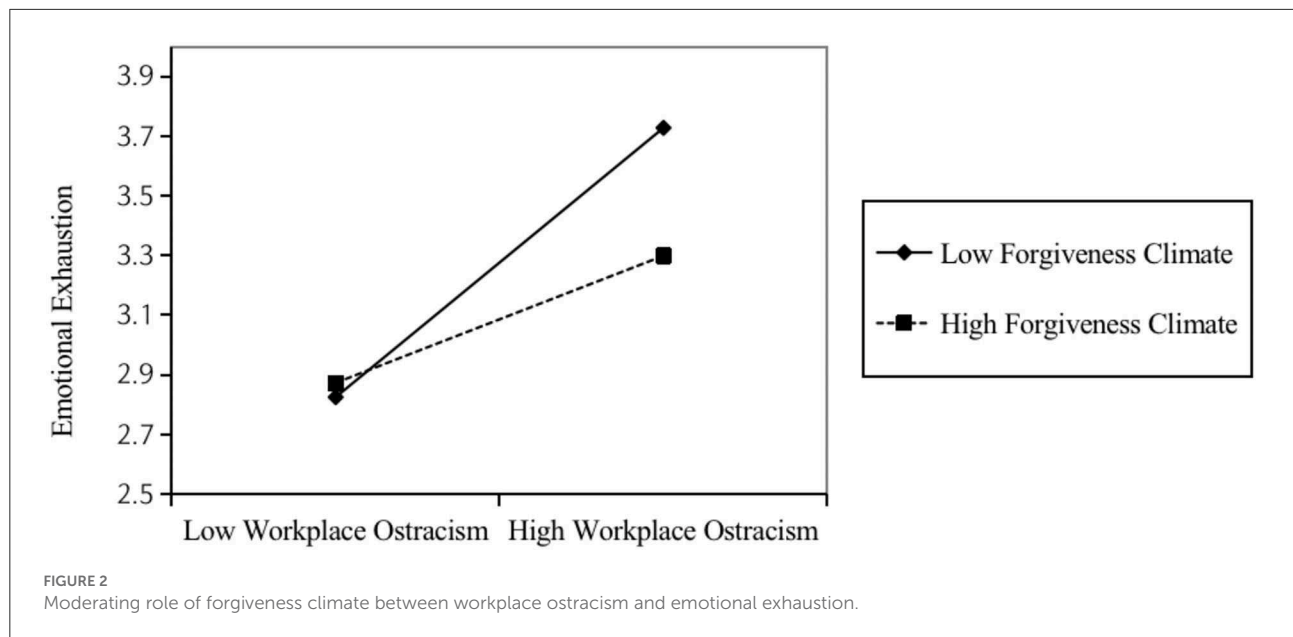 3.9
3.7
3.5
3.3
3.1
2.9
2.7
2.5
Emotional Exhaustion
Low Workplace Ostracism High Workplace Ostracism
Low Forgiveness Climate
High Forgiveness Climate
FIGURE 2
Moderating role of forgiveness climate between workplace ostracism and emotional exhaustion.